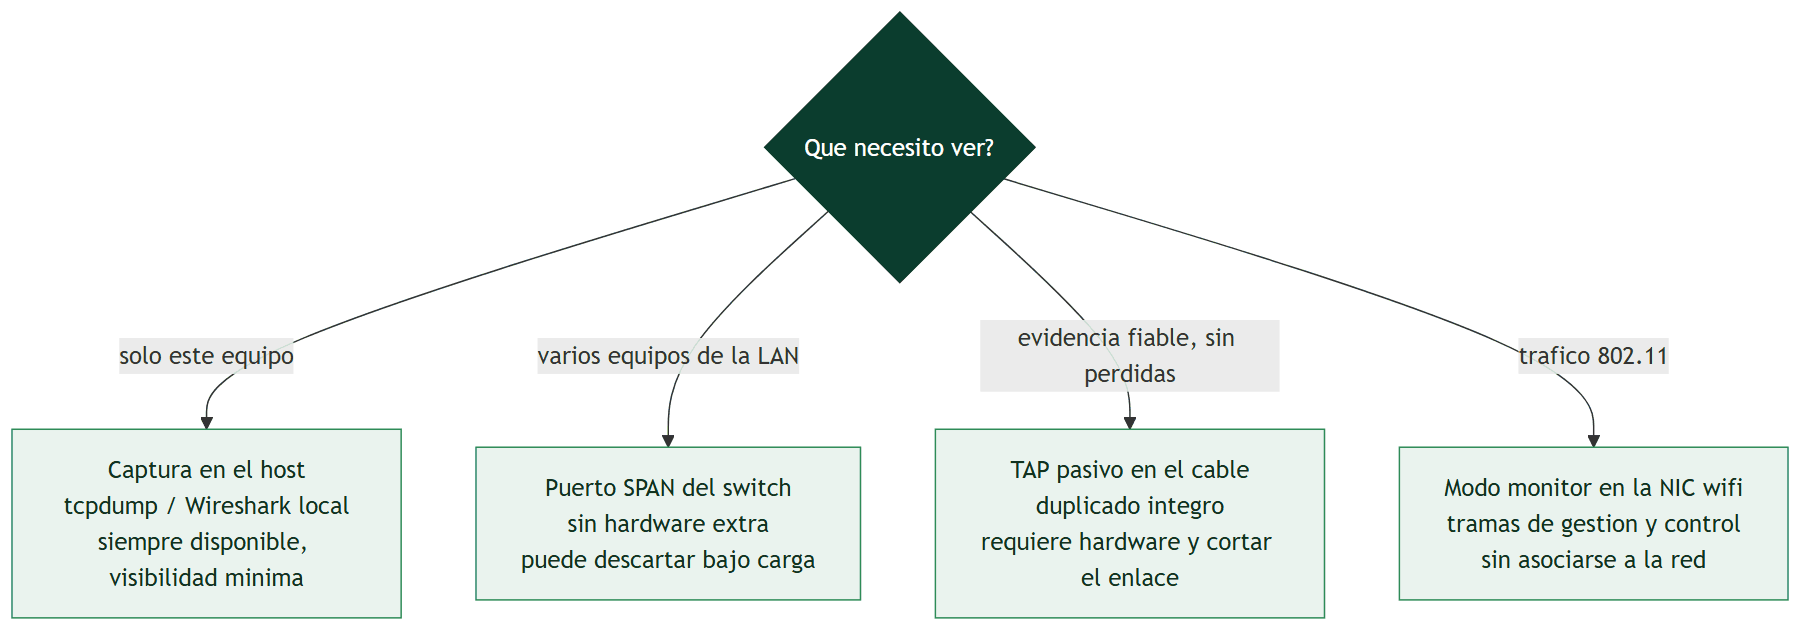 Que necesito ver?
solo este equipo
varios equipos de la LAN
evidencia fiable, sin
perdidas
trafico 802.11
Captura en el host
tcpdump / Wireshark local
siempre disponible,
visibilidad minima
Puerto SPAN del switch
sin hardware extra
puede descartar bajo carga
TAP pasivo en el cable
duplicado integro
requiere hardware y cortar
el enlace
Modo monitor en la NIC wifi
tramas de gestion y control
sin asociarse a la red